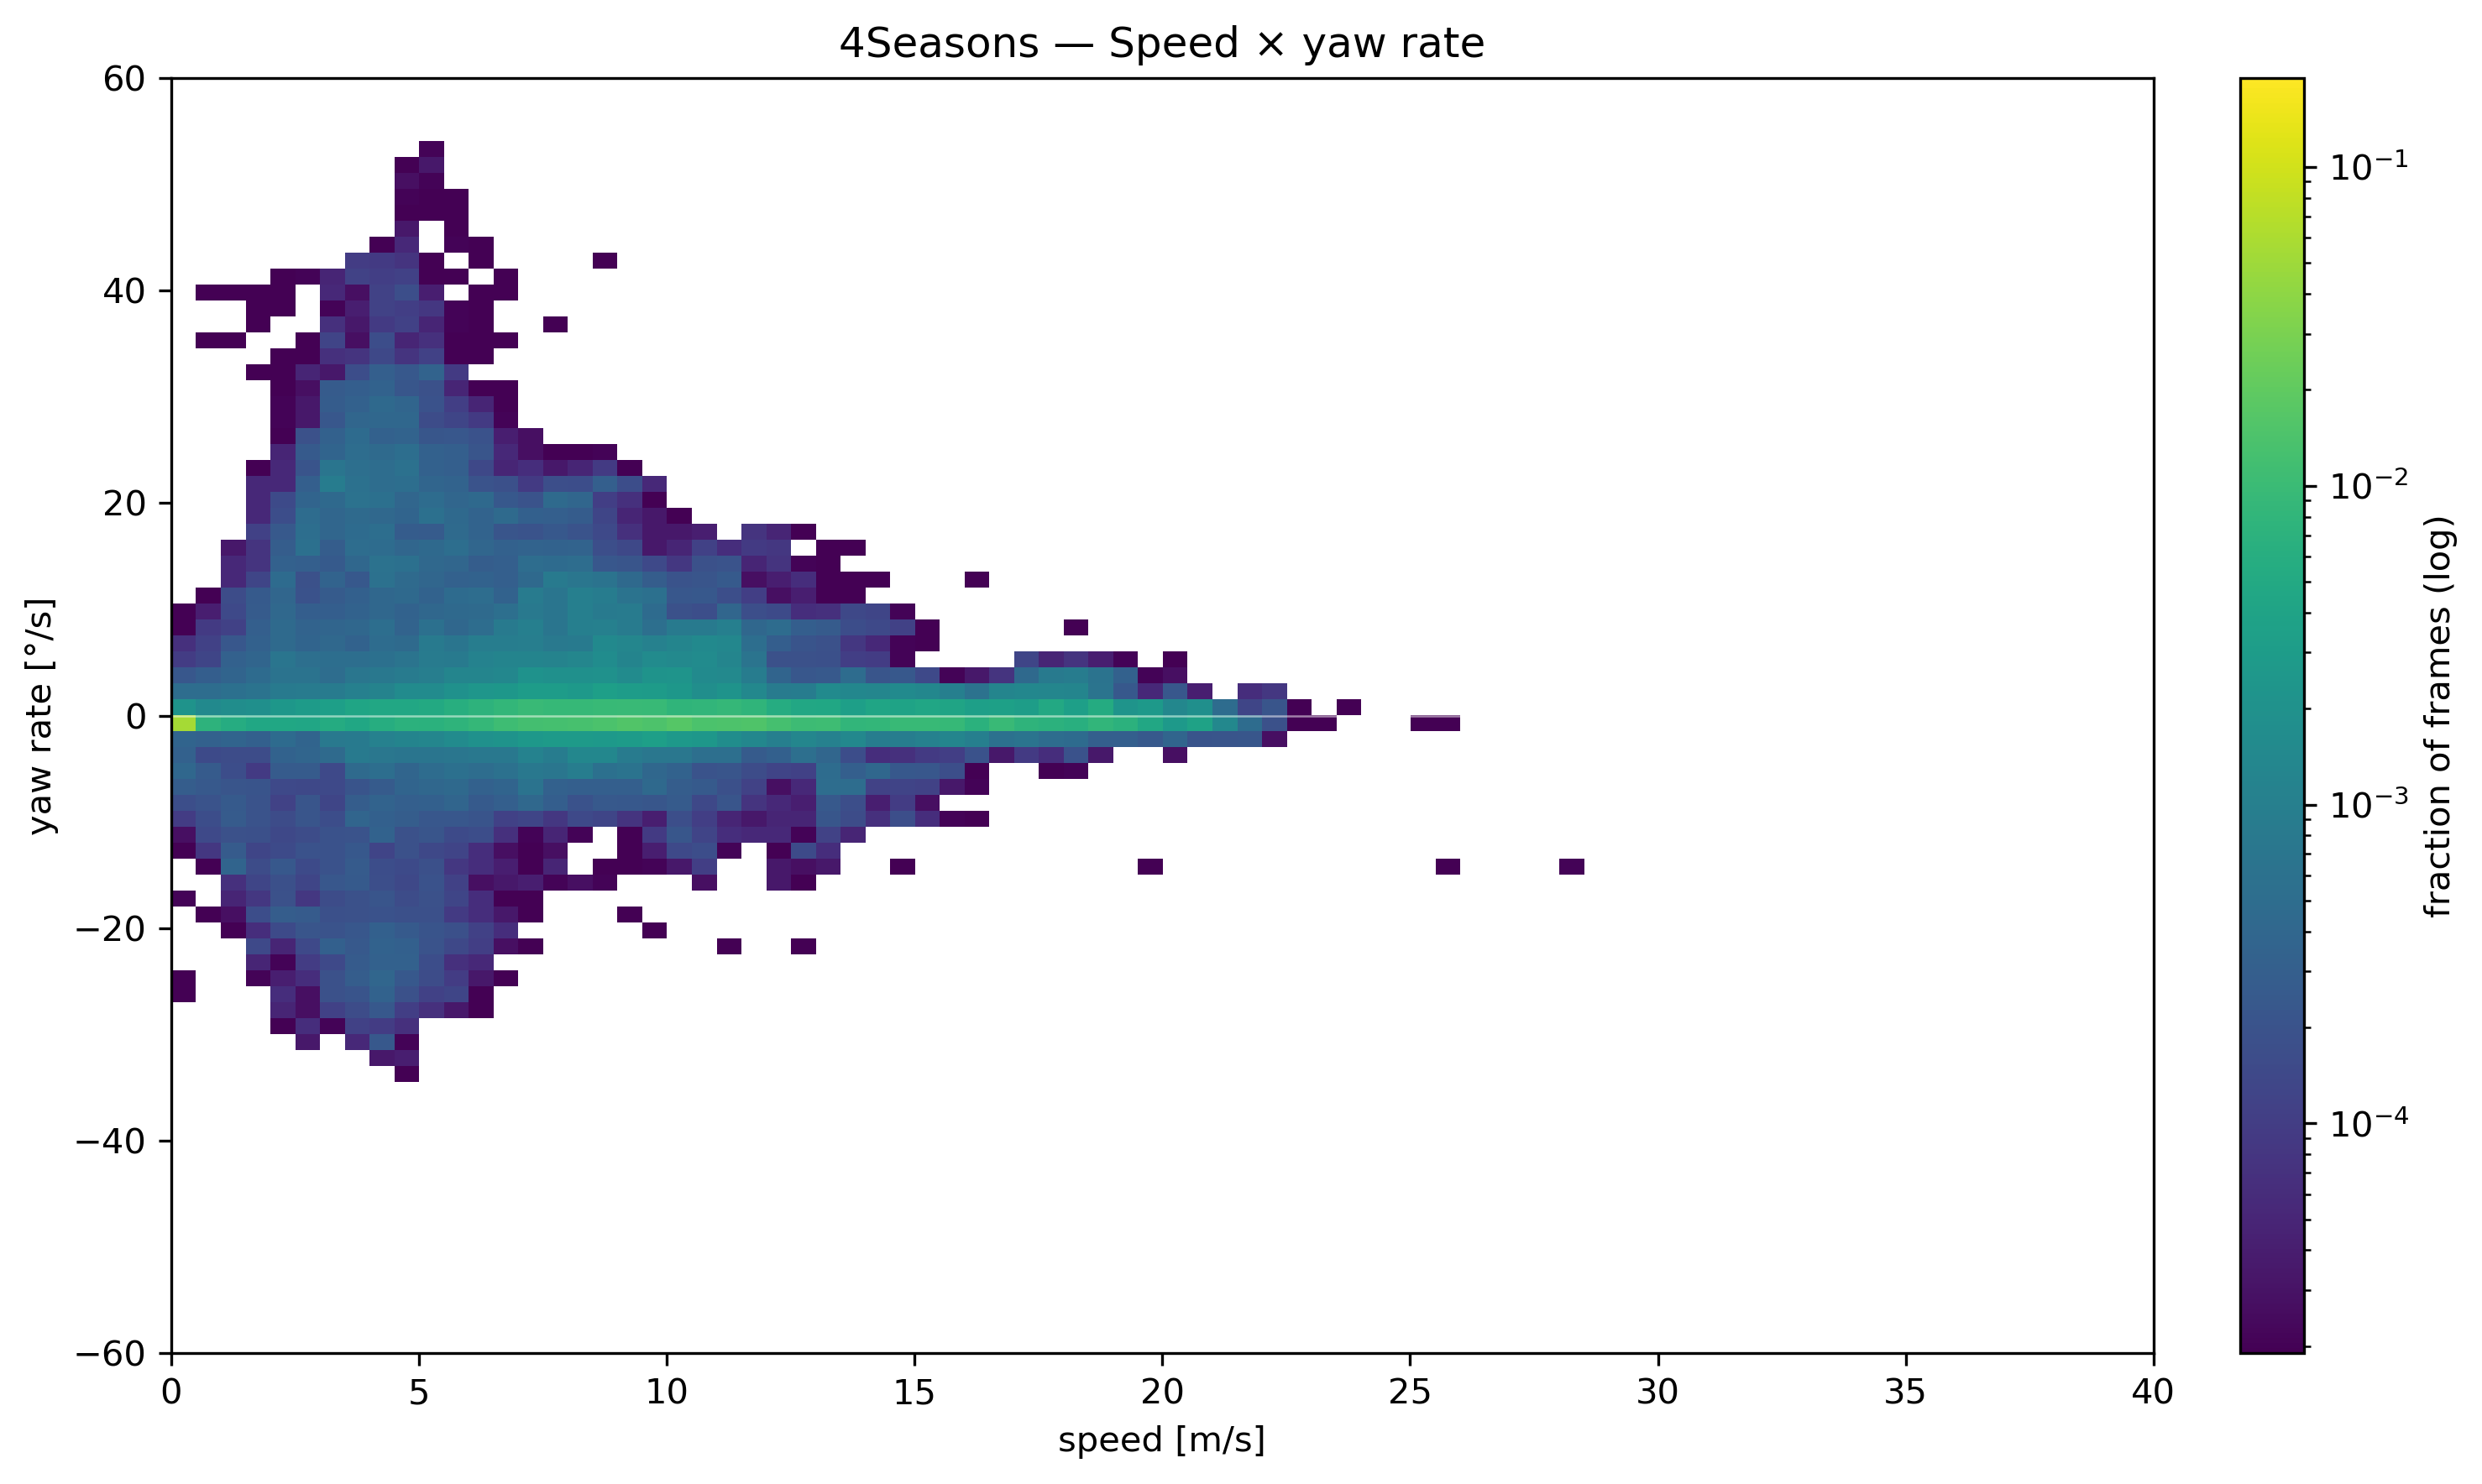 4Seasons — Speed × yaw rate
60
40
20
0
−20
−40
−60
yaw rate [°/s]
0 5 10 15 20 25 30 35 40
speed [m/s]
10⁻¹
10⁻²
10⁻³
10⁻⁴
fraction of frames (log)